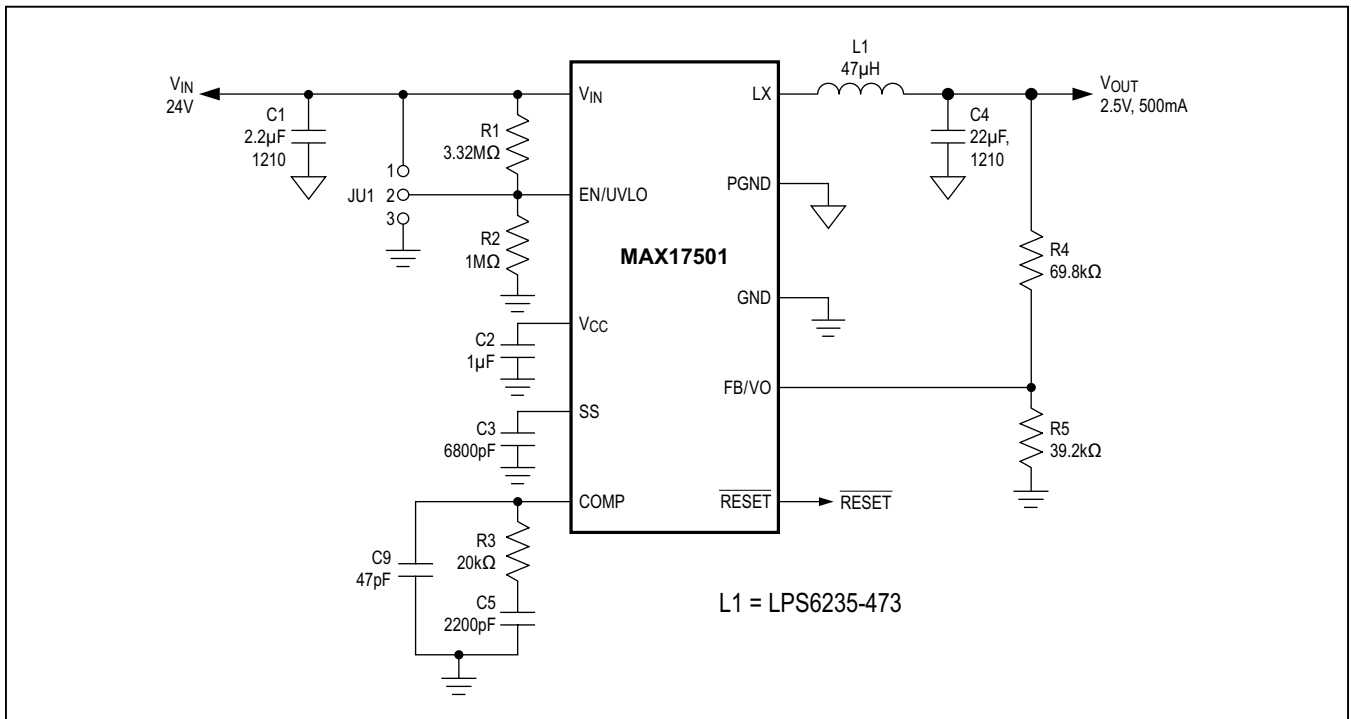 L1
47µH
VIN
24V
VIN
LX
VOUT
2.5V, 500mA
C1
2.2µF
1210
R1
3.32MΩ
C4
22µF,
1210
1
JU1 2
3
EN/UVLO
PGND
R2
1MΩ
MAX17501
R4
69.8kΩ
GND
VCC
C2
1µF
FB/VO
SS
C3
6800pF
R5
39.2kΩ
COMP
RESET
RESET
R3
20kΩ
C9
47pF
C5
2200pF
L1 = LPS6235-473